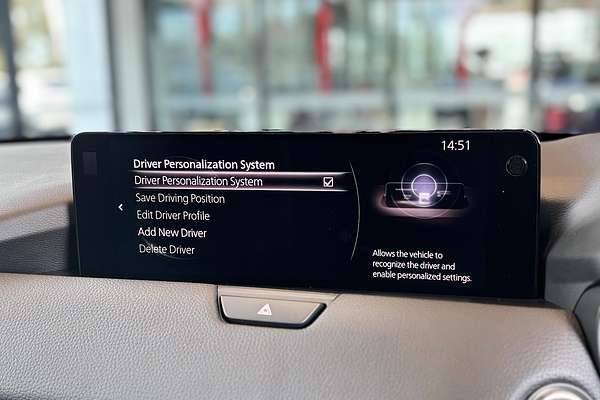 14:51
Driver Personalization System
Driver Personalization System
Save Driving Position
Edit Driver Profile
Add New Driver
Delete Driver
Allows the vehicle to
recognize the driver and
enable personalized settings.